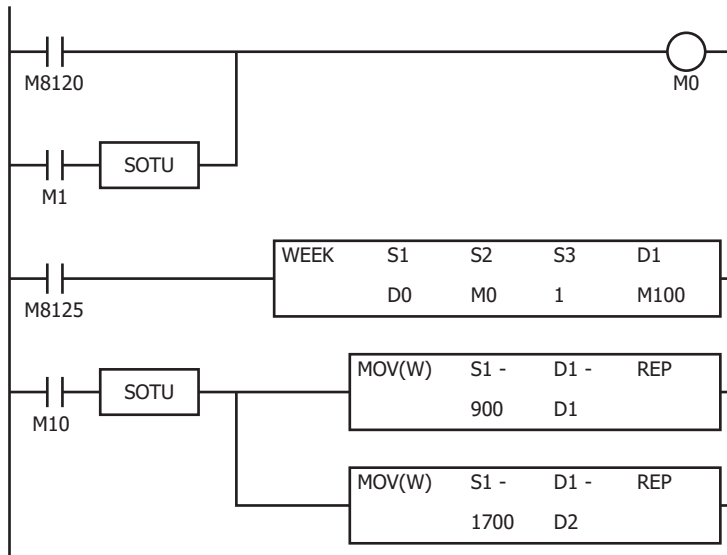 M8120
M0
SOTU
M1
WEEK S1 S2 S3 D1
D0 M0 1 M100
M8125
MOV(W) S1 - D1 - REP
900 D1
SOTU
M10
MOV(W) S1 - D1 - REP
1700 D2